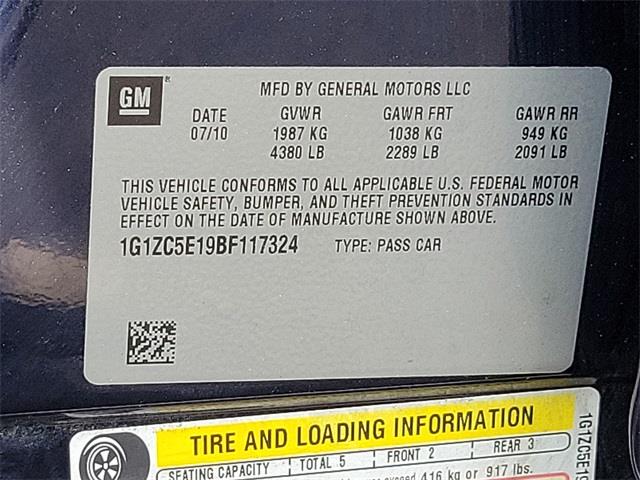 GM®
MFD BY GENERAL MOTORS LLC
DATE GVWR GAWR FRT GAWR RR
07/10 1987 KG 1038 KG 949 KG
4380 LB 2289 LB 2091 LB
THIS VEHICLE CONFORMS TO ALL APPLICABLE U.S. FEDERAL MOTOR
VEHICLE SAFETY, BUMPER, AND THEFT PREVENTION STANDARDS IN
EFFECT ON THE DATE OF MANUFACTURE SHOWN ABOVE.
1G1ZC5E19BF117324 TYPE: PASS CAR
TIRE AND LOADING INFORMATION
SEATING CAPACITY TOTAL 5 FRONT 2 REAR 3
exceed 416 kg or 917 lbs.
1G1ZC5E19